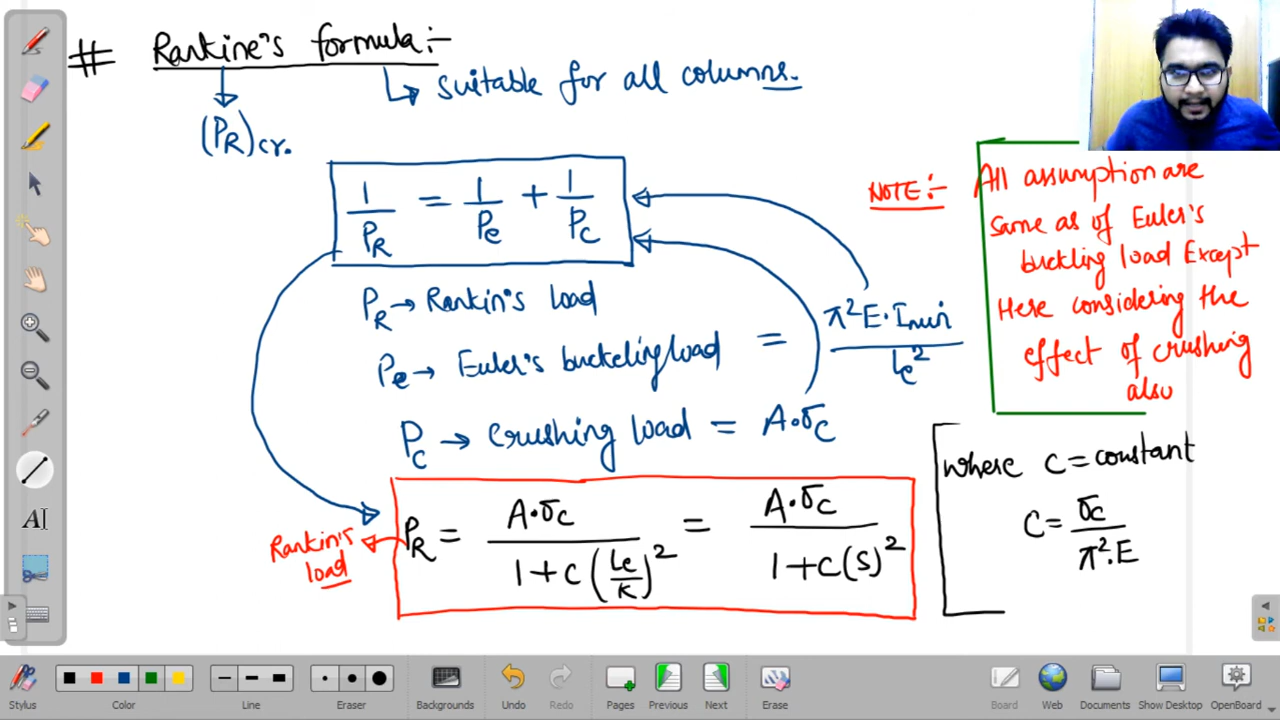 # Rankine's formula:-
↳ suitable for all columns.
(PR)cr.
1/PR = 1/Pe + 1/Pc
PR → Rankin's load
Pe → Euler's buckeling load = π²E·Imin/Le²
Pc → Crushing load = A·σc
Rankin's
load
PR = A·σc/1+C(Le/K)² = A·σc/1+C(S)²
NOTE:- All assumption are
Same as of Euler's
buckling load Except
Here considering the
effect of crushing
also
where C = constant
C = σc/π².E
Stylus
Color
Line
Eraser
Backgrounds
Undo
Redo
Pages
Previous
Next
Erase
Board
Web
Documents
Show Desktop
OpenBoard